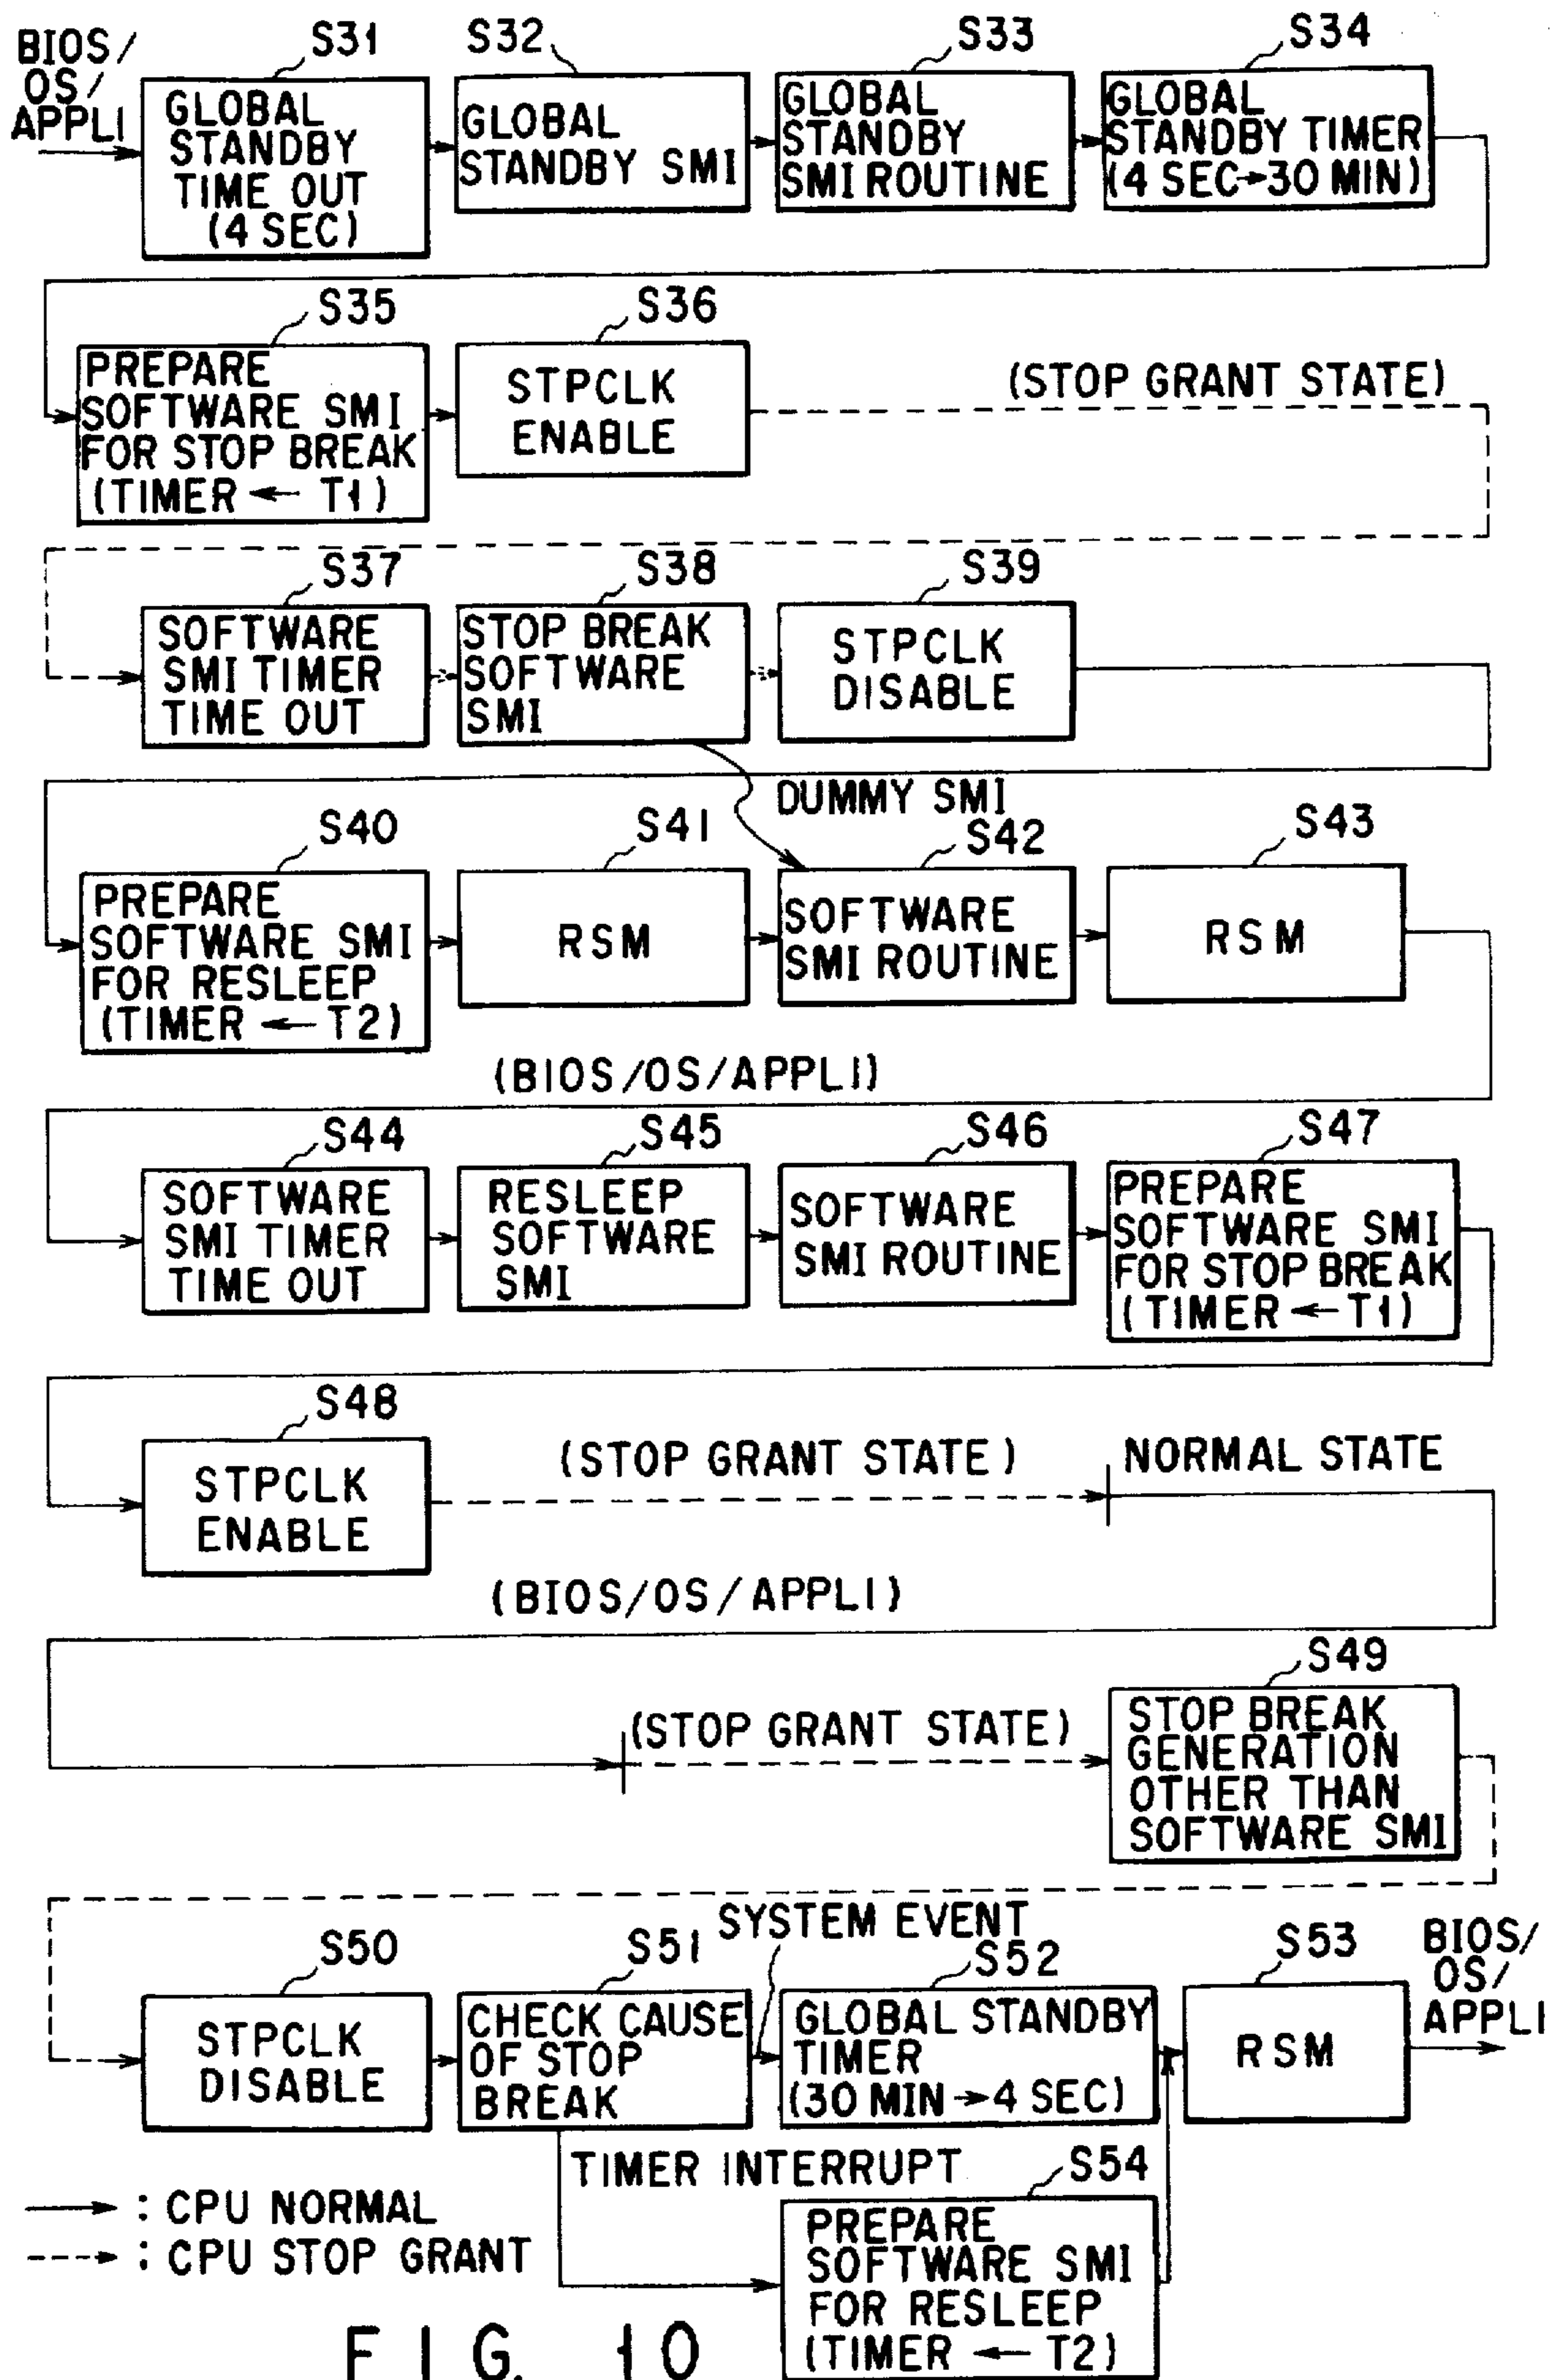 BIOS/
OS/
APPLI
S31
GLOBAL
STANDBY
TIME OUT
(4 SEC)
S32
GLOBAL
STANDBY SMI
S33
GLOBAL
STANDBY
SMI ROUTINE
S34
GLOBAL
STANDBY TIMER
(4 SEC→30 MIN)
S35
PREPARE
SOFTWARE SMI
FOR STOP BREAK
(TIMER ← T1)
S36
STPCLK
ENABLE
(STOP GRANT STATE)
S37
SOFTWARE
SMI TIMER
TIME OUT
S38
STOP BREAK
SOFTWARE
SMI
S39
STPCLK
DISABLE
DUMMY SMI
S40
PREPARE
SOFTWARE SMI
FOR RESLEEP
(TIMER ← T2)
S41
RSM
S42
SOFTWARE
SMI ROUTINE
S43
RSM
(BIOS/OS/APPLI)
S44
SOFTWARE
SMI TIMER
TIME OUT
S45
RESLEEP
SOFTWARE
SMI
S46
SOFTWARE
SMI ROUTINE
S47
PREPARE
SOFTWARE SMI
FOR STOP BREAK
(TIMER ← T1)
S48
STPCLK
ENABLE
(STOP GRANT STATE)
NORMAL STATE
(BIOS/OS/APPLI)
(STOP GRANT STATE)
S49
STOP BREAK
GENERATION
OTHER THAN
SOFTWARE SMI
S50
STPCLK
DISABLE
S51
CHECK CAUSE
OF STOP
BREAK
SYSTEM EVENT
S52
GLOBAL STANDBY
TIMER
(30 MIN→4 SEC)
S53
RSM
BIOS/
OS/
APPLI
TIMER INTERRUPT
S54
PREPARE
SOFTWARE SMI
FOR RESLEEP
(TIMER ← T2)
: CPU NORMAL
: CPU STOP GRANT
FIG. 10